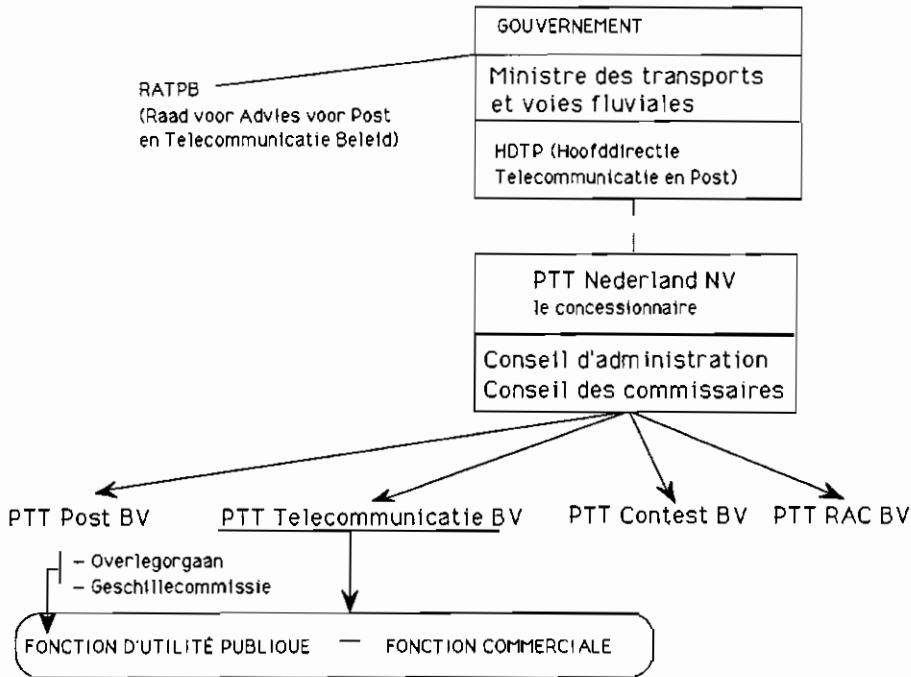 GOUVERNEMENT
Ministre des transports
et voies fluviales
RATPB
(Raad voor Advies voor Post
en Telecommunicatie Beleid)
HDTP (Hoofddirectie
Telecommunicatie en Post)
PTT Nederland NV
le concessionnaire
Conseil d'administration
Conseil des commissaires
PTT Post BV
PTT Telecommunicatie BV
PTT Contest BV
PTT RAC BV
- Overlegorgaan
- Geschillecommissie
FONCTION D'UTILITÉ PUBLIQUE — FONCTION COMMERCIALE